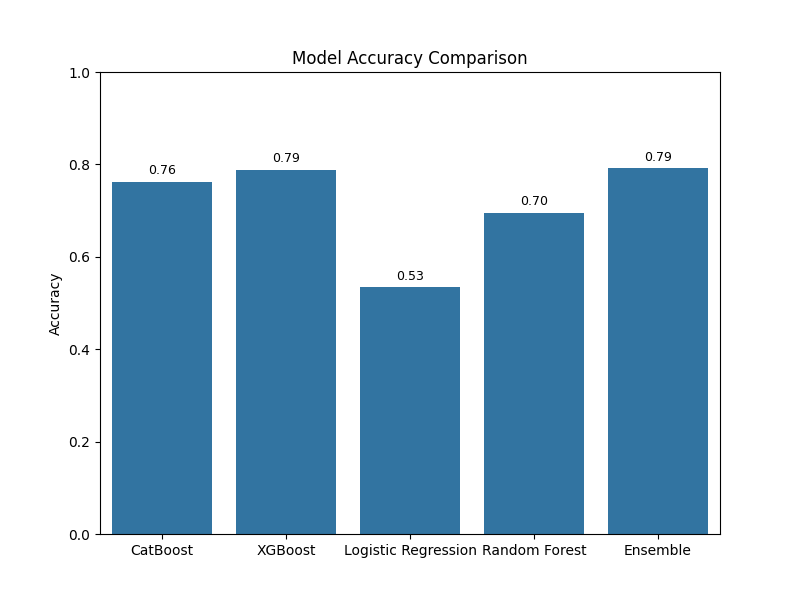 Model Accuracy Comparison
Accuracy
1.0
0.8
0.6
0.4
0.2
0.0
0.76
0.79
0.53
0.70
0.79
CatBoost
XGBoost
Logistic Regression
Random Forest
Ensemble